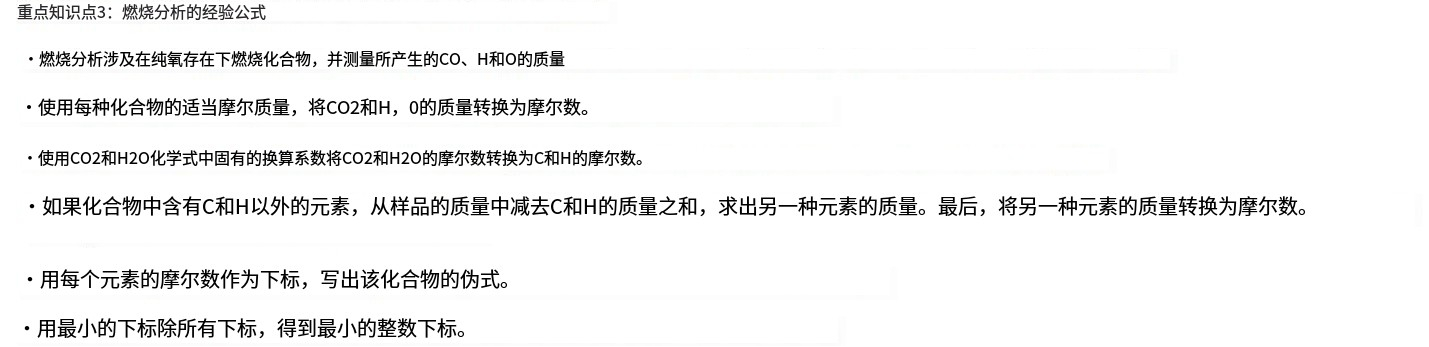 重点知识点3：燃烧分析的经验公式
·燃烧分析涉及在纯氧存在下燃烧化合物，并测量所产生的CO、H和O的质量
·使用每种化合物的适当摩尔质量，将CO2和H，0的质量转换为摩尔数。
·使用CO2和H2O化学式中固有的换算系数将CO2和H2O的摩尔数转换为C和H的摩尔数。
·如果化合物中含有C和H以外的元素，从样品的质量中减去C和H的质量之和，求出另一种元素的质量。最后，将另一种元素的质量转换为摩尔数。
·用每个元素的摩尔数作为下标，写出该化合物的伪式。
·用最小的下标除所有下标，得到最小的整数下标。